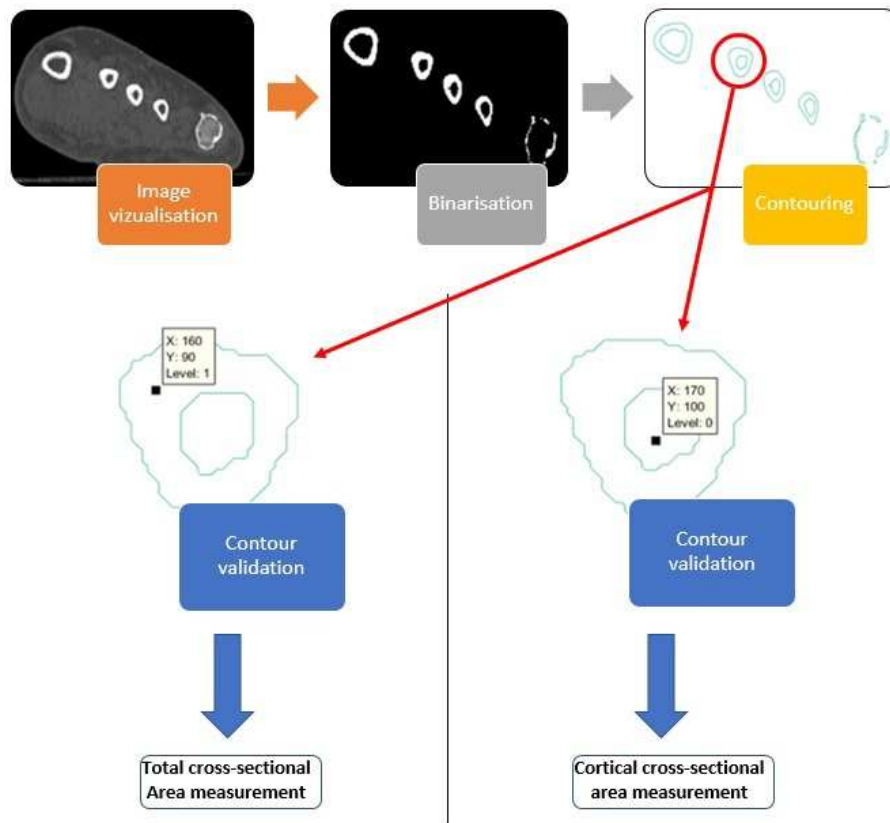 Image
vizualisation
Binarisation
Contouring
X: 160
Y: 90
Level: 1
X: 170
Y: 100
Level: 0
Contour
validation
Contour
validation
Total cross-sectional
Area measurement
Cortical cross-sectional
area measurement